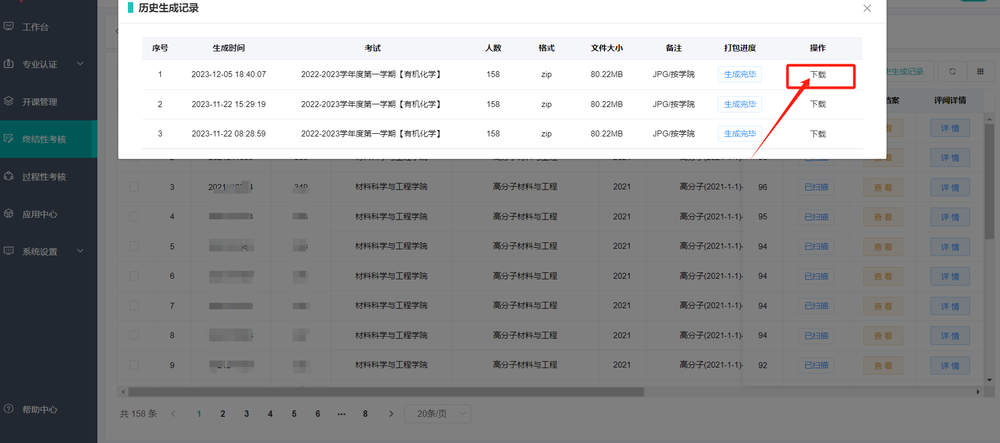 历史生成记录
序号 生成时间 考试 人数 格式 文件大小 备注 打包进度 操作
1 2023-12-05 18:40:07 2022-2023学年度第一学期【有机化学】 158 zip 80.22MB JPG/按学院 生成完毕 下载
2 2023-11-22 15:29:19 2022-2023学年度第一学期【有机化学】 158 zip 80.22MB JPG/按学院 生成完毕 下载
3 2023-11-22 08:28:59 2022-2023学年度第一学期【有机化学】 158 zip 80.22MB JPG/按学院 生成完毕 下载
工作台
专业认证
开课管理
终结性考核
过程性考核
应用中心
系统设置
帮助中心
史生成记录
档案 评阅详情
详 情
看 详 情
3 材料科学与工程学院 高分子材料与工程 2021 高分子(2021-1-1)- 96 已扫描 查 看 详 情
4 材料科学与工程学院 高分子材料与工程 2021 高分子(2021-1-1)- 95 已扫描 查 看 详 情
5 材料科学与工程学院 高分子材料与工程 2021 高分子(2021-1-1)- 94 已扫描 查 看 详 情
6 材料科学与工程学院 高分子材料与工程 2021 高分子(2021-1-1)- 94 已扫描 查 看 详 情
7 材料科学与工程学院 高分子材料与工程 2021 高分子(2021-1-1)- 94 已扫描 查 看 详 情
8 材料科学与工程学院 高分子材料与工程 2021 高分子(2021-1-1)- 94 已扫描 查 看 详 情
9 材料科学与工程学院 高分子材料与工程 2021 高分子(2021-1-1)- 92 已扫描 查 看 详 情
共 158 条 1 2 3 4 5 6 ••• 8 20条/页